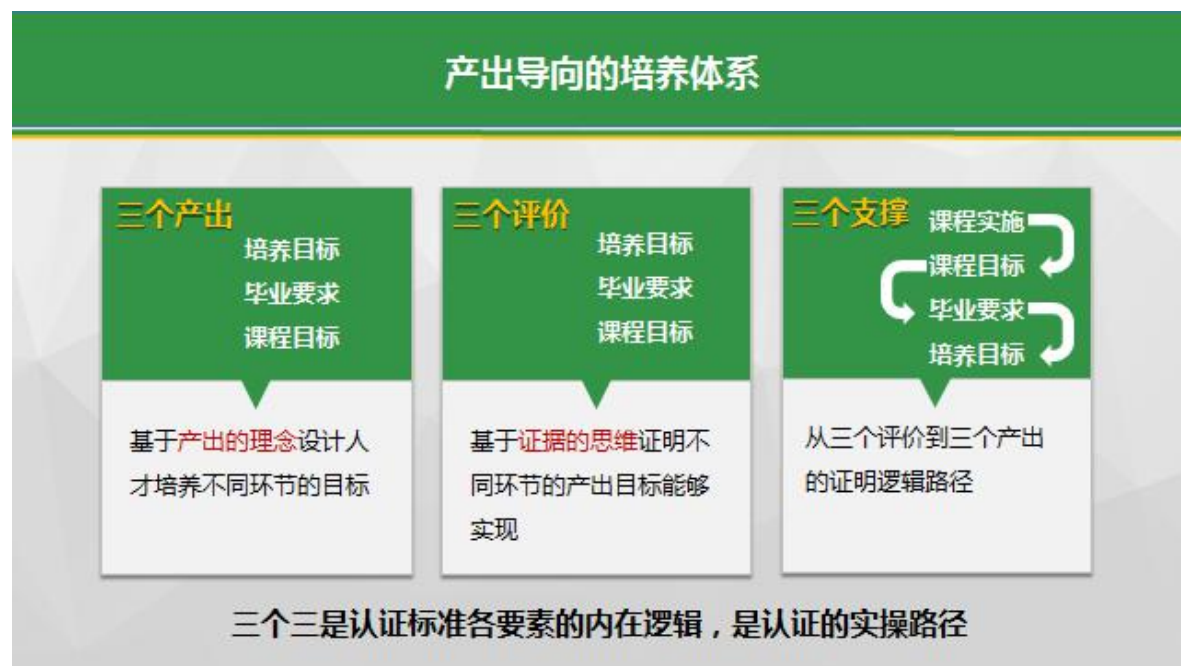 产出导向的培养体系
三个产出
培养目标
毕业要求
课程目标
基于产出的理念设计人
才培养不同环节的目标
三个评价
培养目标
毕业要求
课程目标
基于证据的思维证明不
同环节的产出目标能够
实现
三个支撑
课程实施
课程目标
毕业要求
培养目标
从三个评价到三个产出
的证明逻辑路径
三个三是认证标准各要素的内在逻辑，是认证的实操路径